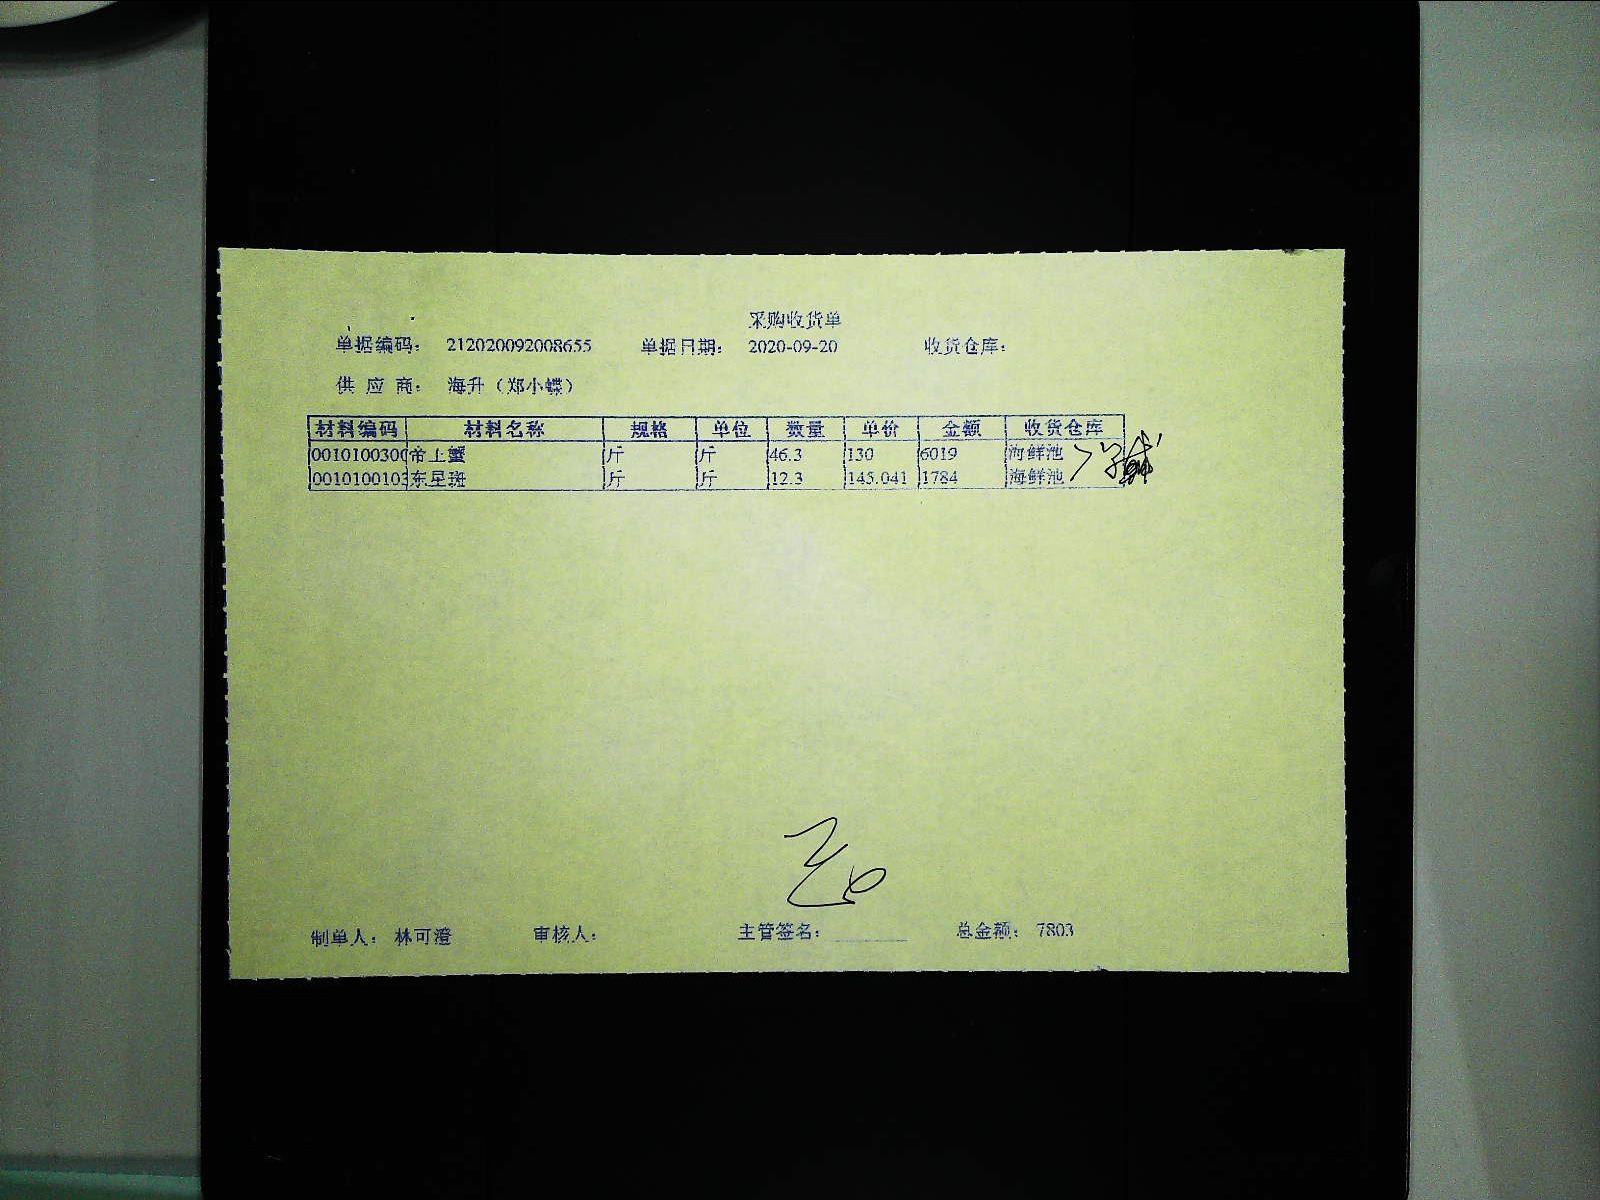 采购收货单
单据编码： 212020092008655 单据日期： 2020-09-20 收货仓库：
供 应 商： 海升（郑小蝶）
材料编码 材料名称 规格 单位 数量 单价 金额 收货仓库
0010100300 帝王蟹 斤 斤 46.3 130 6019 海鲜池
0010100103 东星斑 斤 斤 12.3 145.041 1784 海鲜池
制单人： 林可澄 审核人： 主管签名： 总金额： 7803